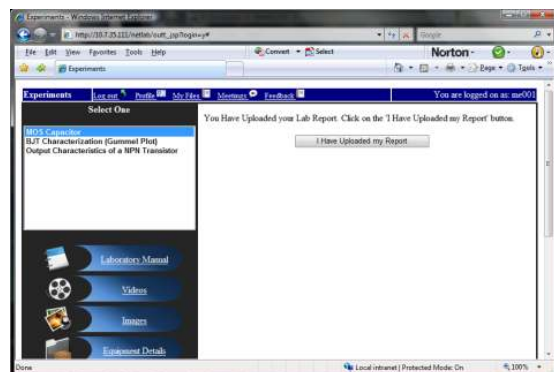 Experiments - Windows Internet Explorer
http://10.7.35.111/netlab/outt_jsp?login=y#
Google
File Edit View Favorites Tools Help
Convert Select
Norton
Experiments
Page Tools
Experiments Log out Profile My Files Meetings Feedback You are logged on as: me001
Select One
MOS Capacitor
BJT Characterization (Gummel Plot)
Output Characteristics of a NPN Transistor
You Have Uploaded your Lab Report. Click on the 'I Have Uploaded my Report' button.
I Have Uploaded my Report
Laboratory Manual
Videos
Images
Equipment Details
Done
Local intranet | Protected Mode: On
100%